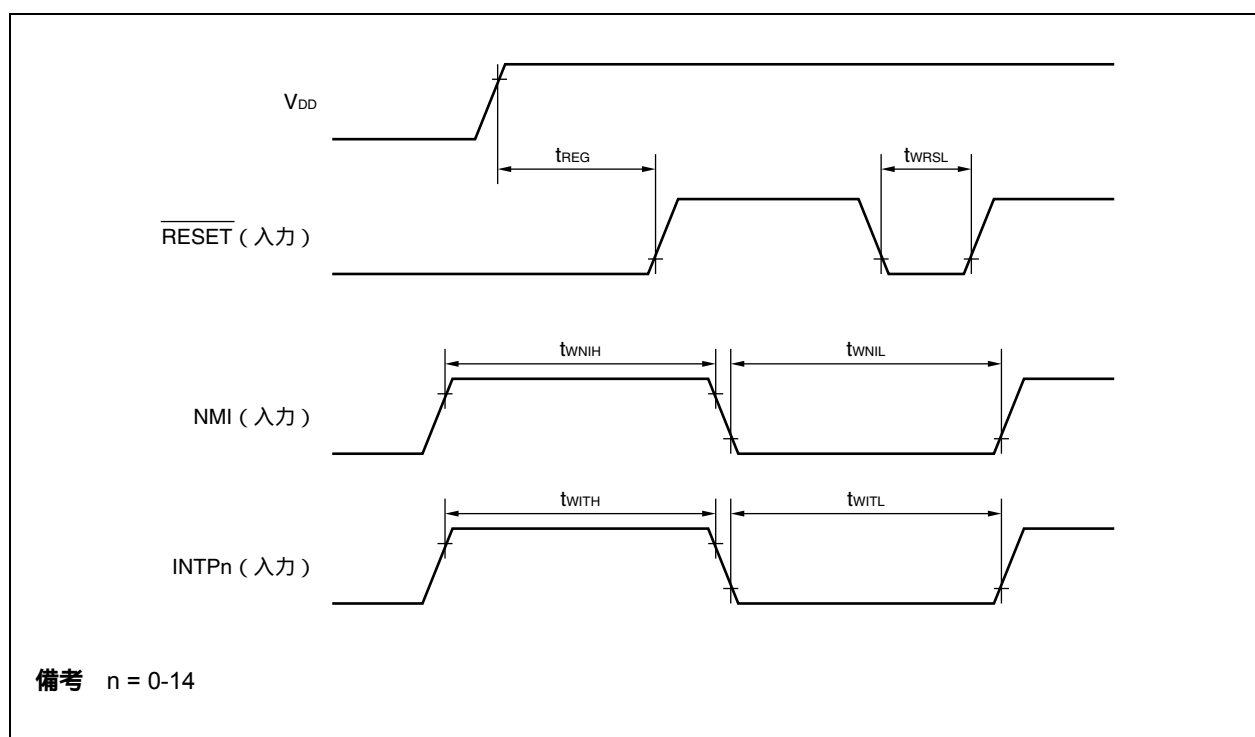 VDD
tREG
tWRSL
RESET（入力）
tWNIH
tWNIL
NMI（入力）
tWITH
tWITL
INTPn（入力）
備考 n = 0-14